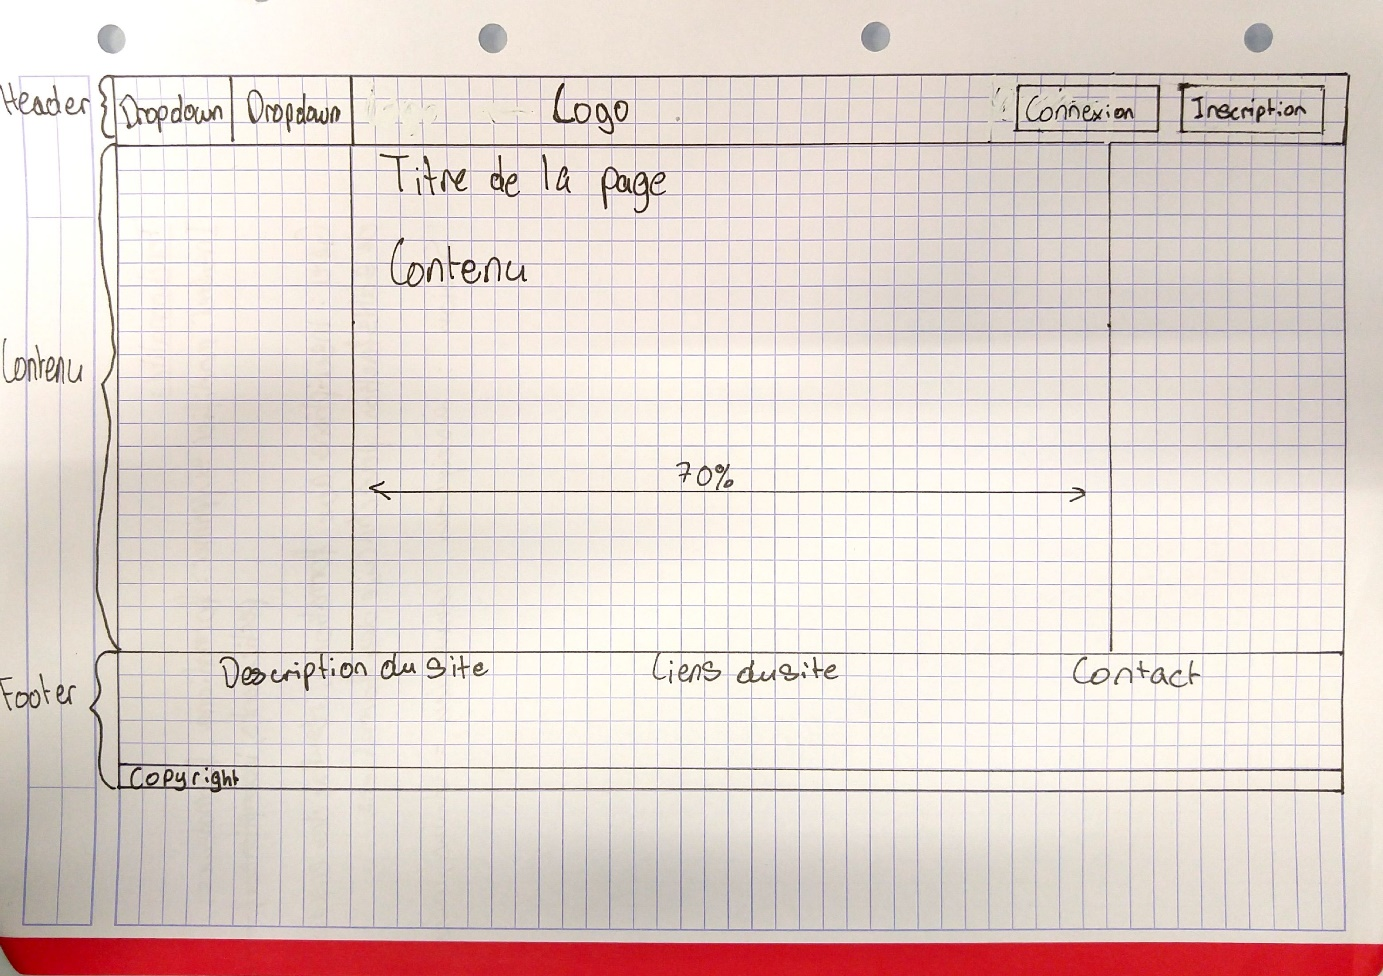 Header
Dropdown
Dropdown
Logo
Connexion
Inscription
Titre de la page
Contenu
Contenu
70%
Footer
Description du site
Liens du site
Contact
Copyright